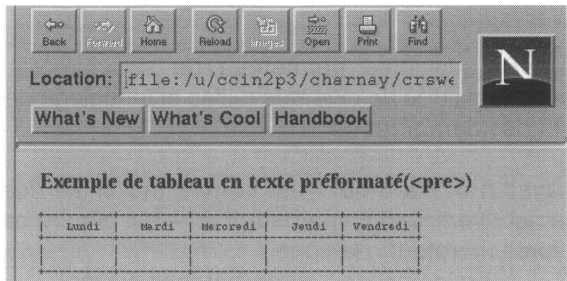 Back Forward Home Reload Images Open Print Find
N
Location: file:/u/ccin2p3/charnay/crswe
What's New What's Cool Handbook
Exemple de tableau en texte préformaté(<pre>)
Lundi Mardi Mercredi Jeudi Vendredi